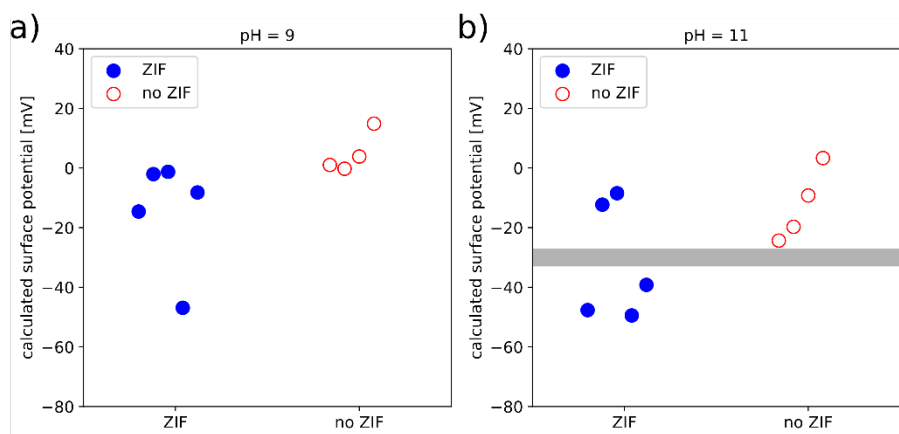 a)
pH = 9
calculated surface potential [mV]
40
20
0
−20
−40
−60
−80
ZIF
no ZIF
ZIF
no ZIF
b)
pH = 11
calculated surface potential [mV]
40
20
0
−20
−40
−60
−80
ZIF
no ZIF
ZIF
no ZIF